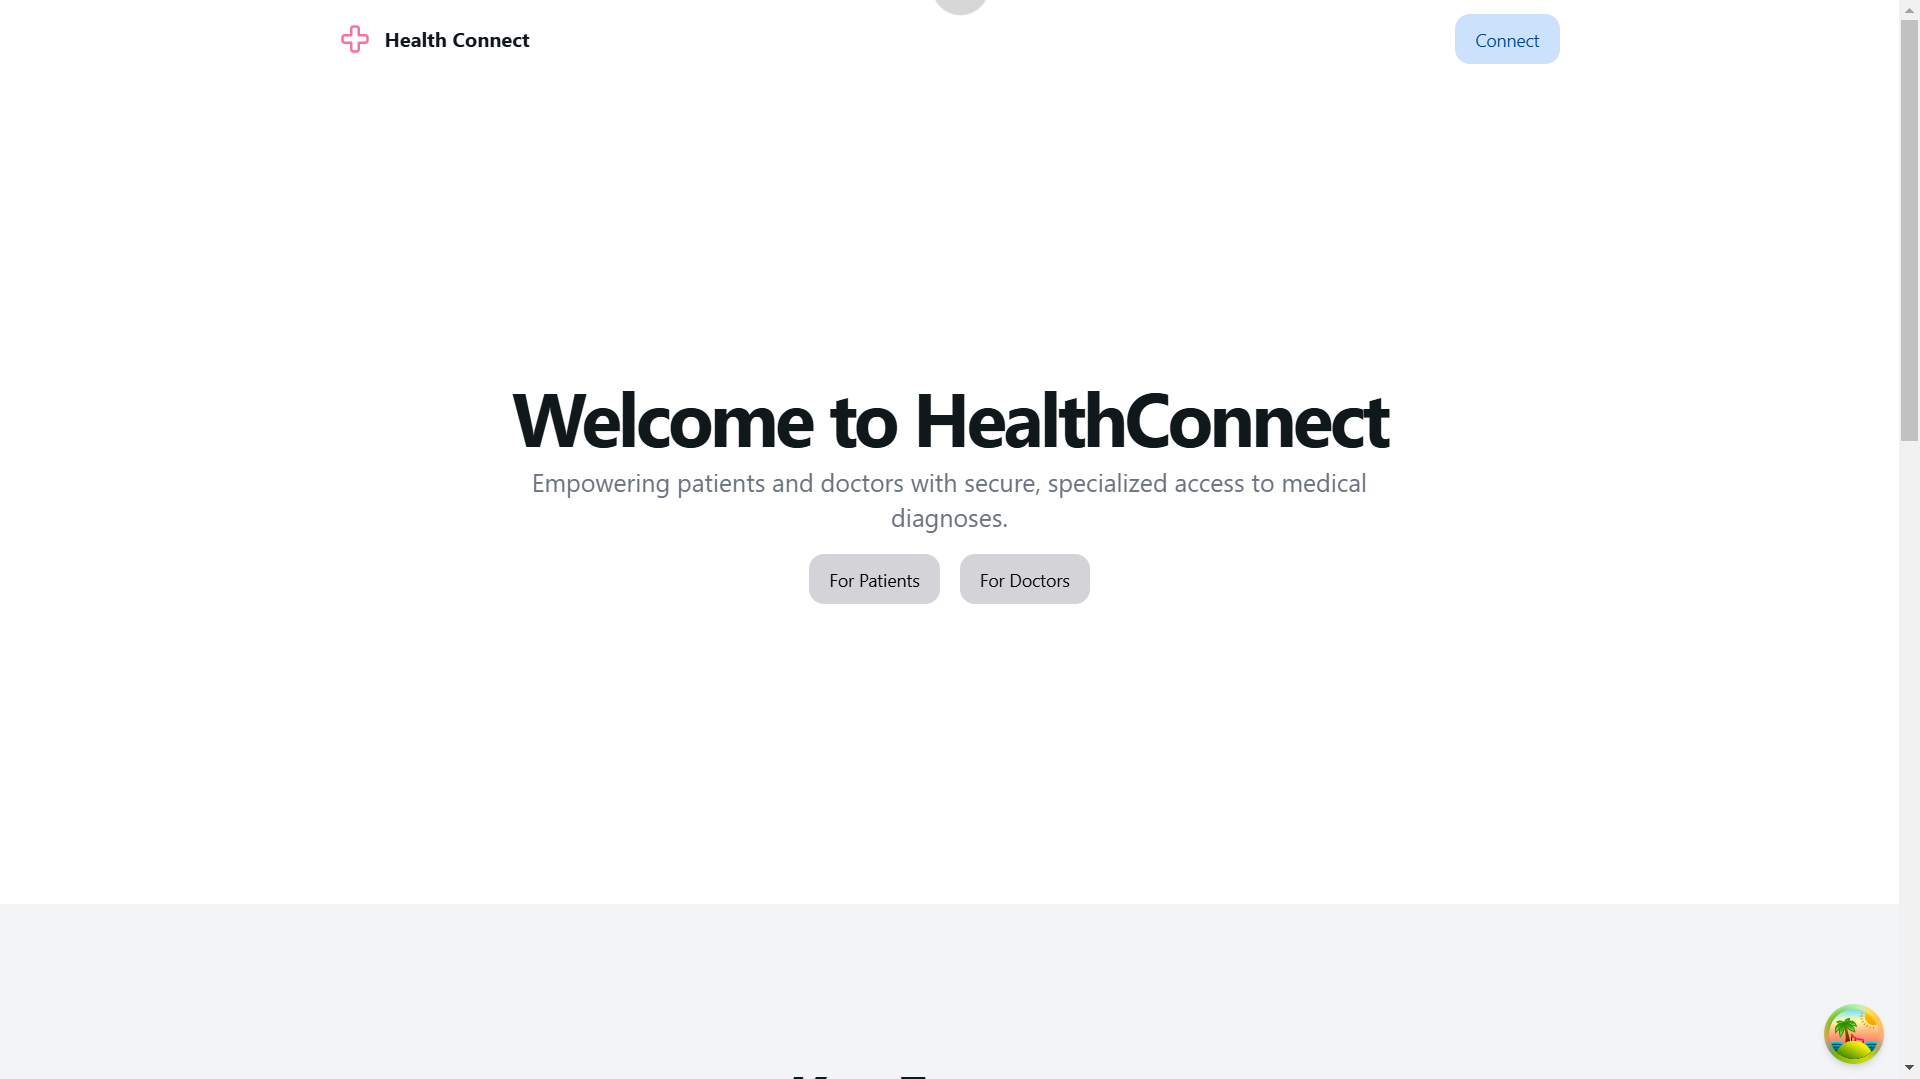 Health Connect
Connect
Welcome to HealthConnect
Empowering patients and doctors with secure, specialized access to medical
diagnoses.
For Patients
For Doctors